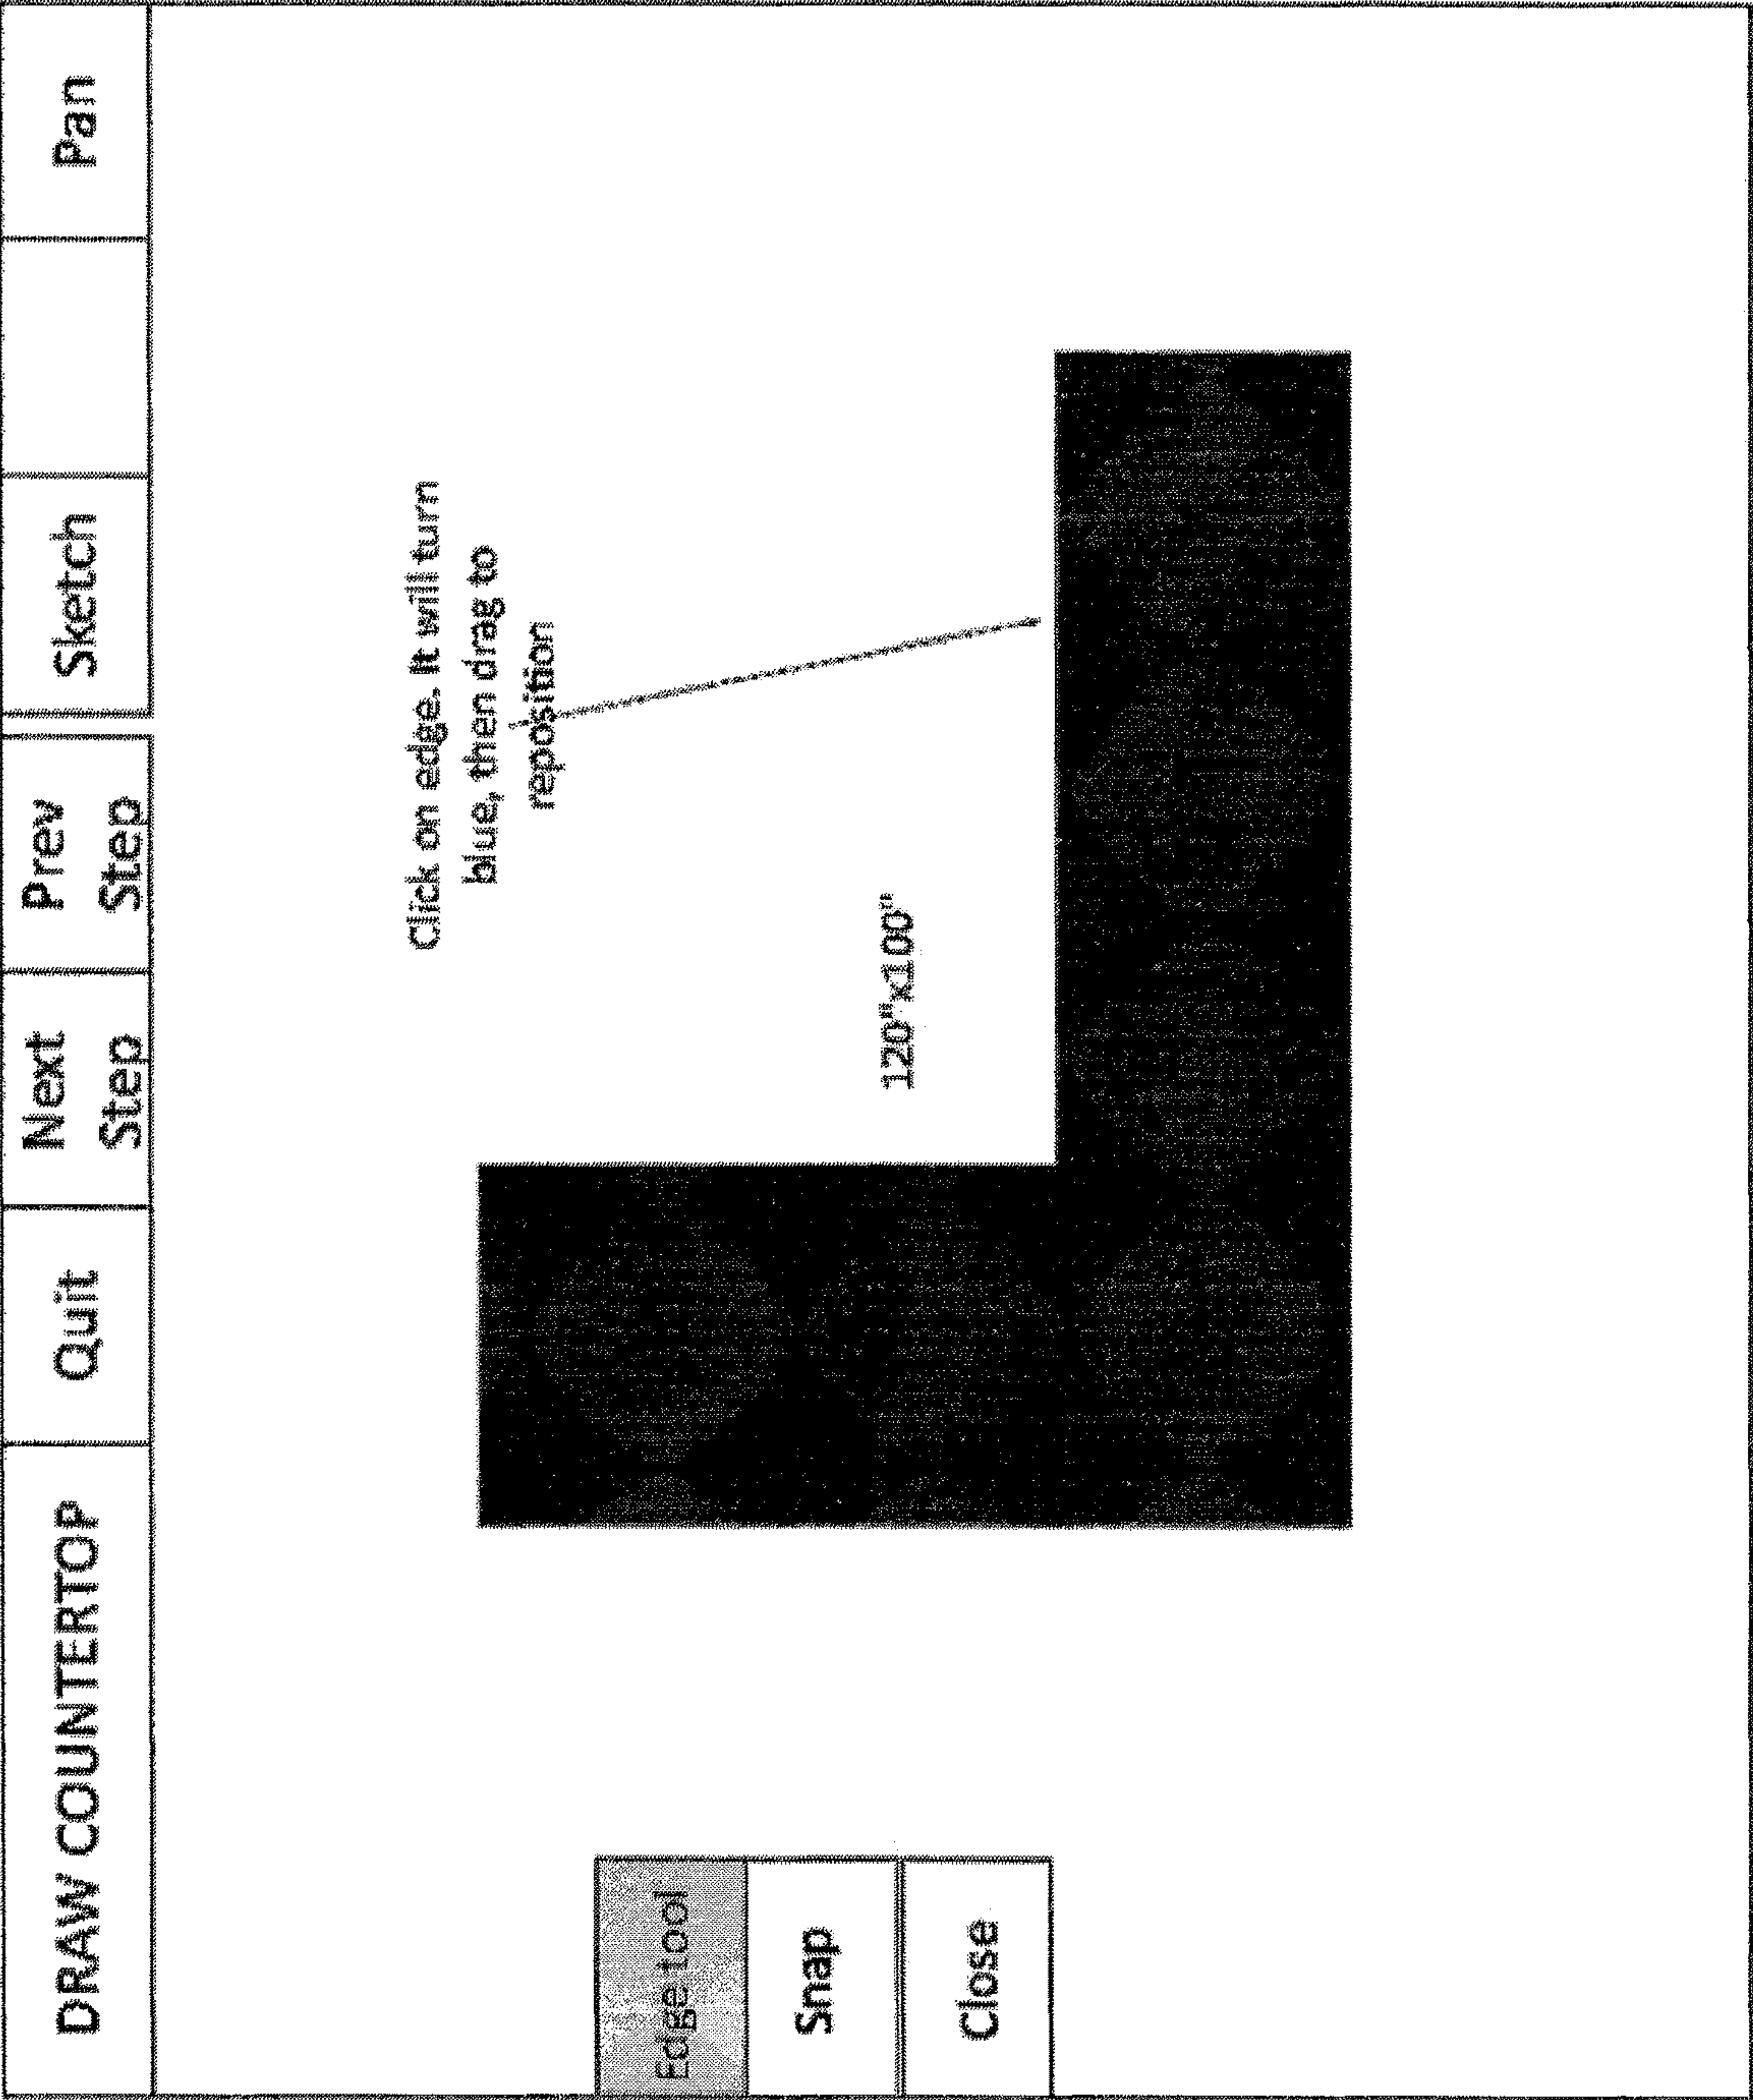 DRAW COUNTERTOP
Quit
Next
Step
Prev
Step
Sketch
Pan
Click on edge. It will turn
blue, then drag to
reposition
120"x100"
Edge tool
Snap
Close